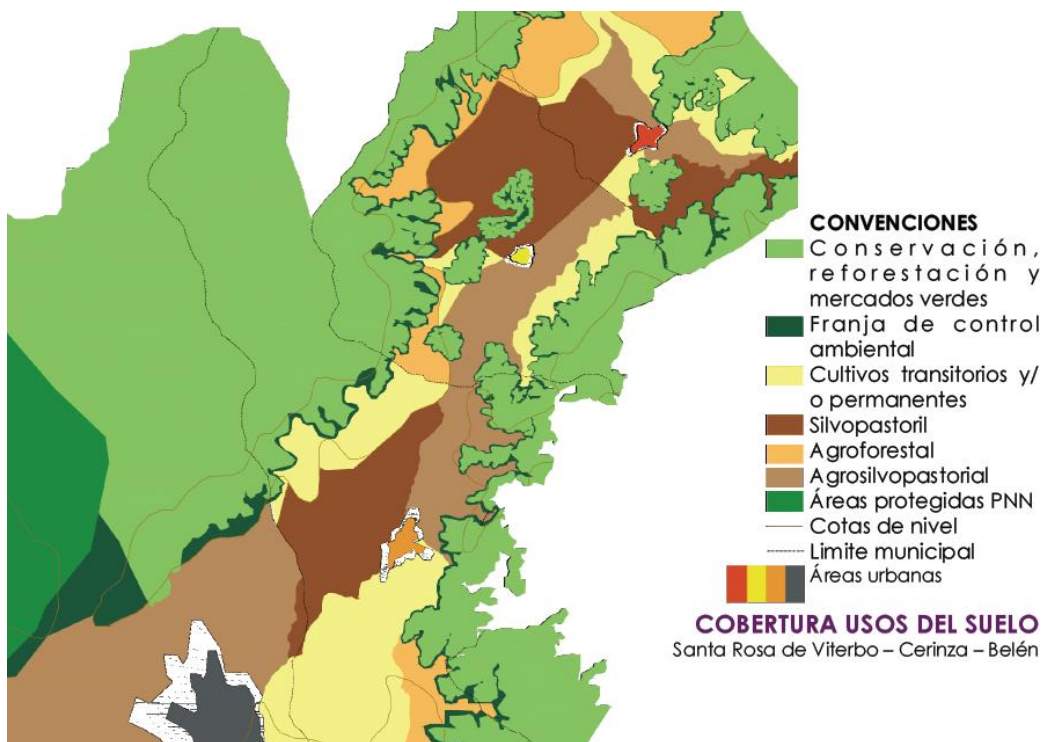 CONVENCIONES
Conservación,
reforestación y
mercados verdes
Franja de control
ambiental
Cultivos transitorios y/
o permanentes
Silvopastoril
Agroforestal
Agrosilvopastorial
Áreas protegidas PNN
Cotas de nivel
Limite municipal
Áreas urbanas
COBERTURA USOS DEL SUELO
Santa Rosa de Viterbo – Cerinza – Belén